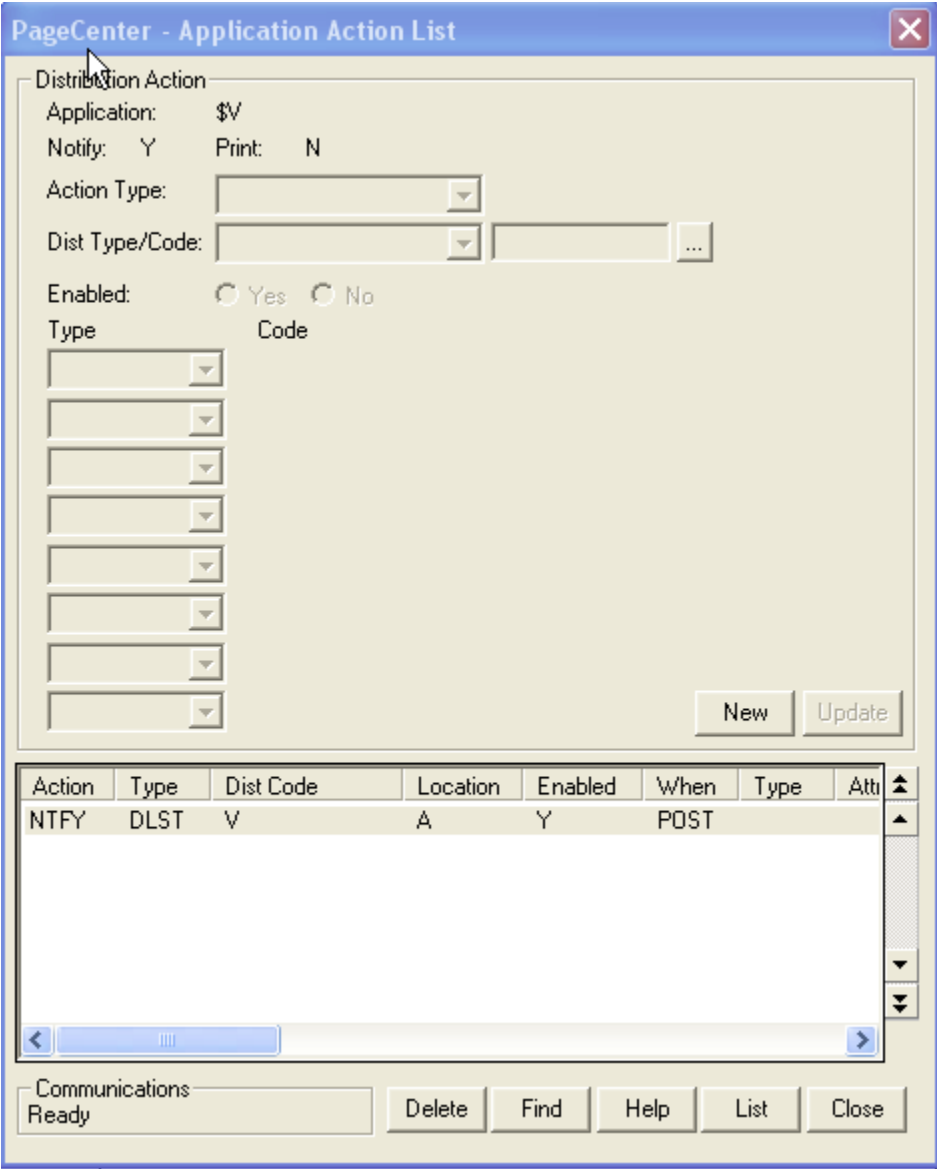 PageCenter - Application Action List
Distribution Action
Application: $V
Notify: Y Print: N
Action Type:
Dist Type/Code: ...
Enabled: Yes No
Type Code
New Update
Action Type Dist Code Location Enabled When Type Attr
NTFY DLST V A Y POST
Communications
Ready
Delete Find Help List Close